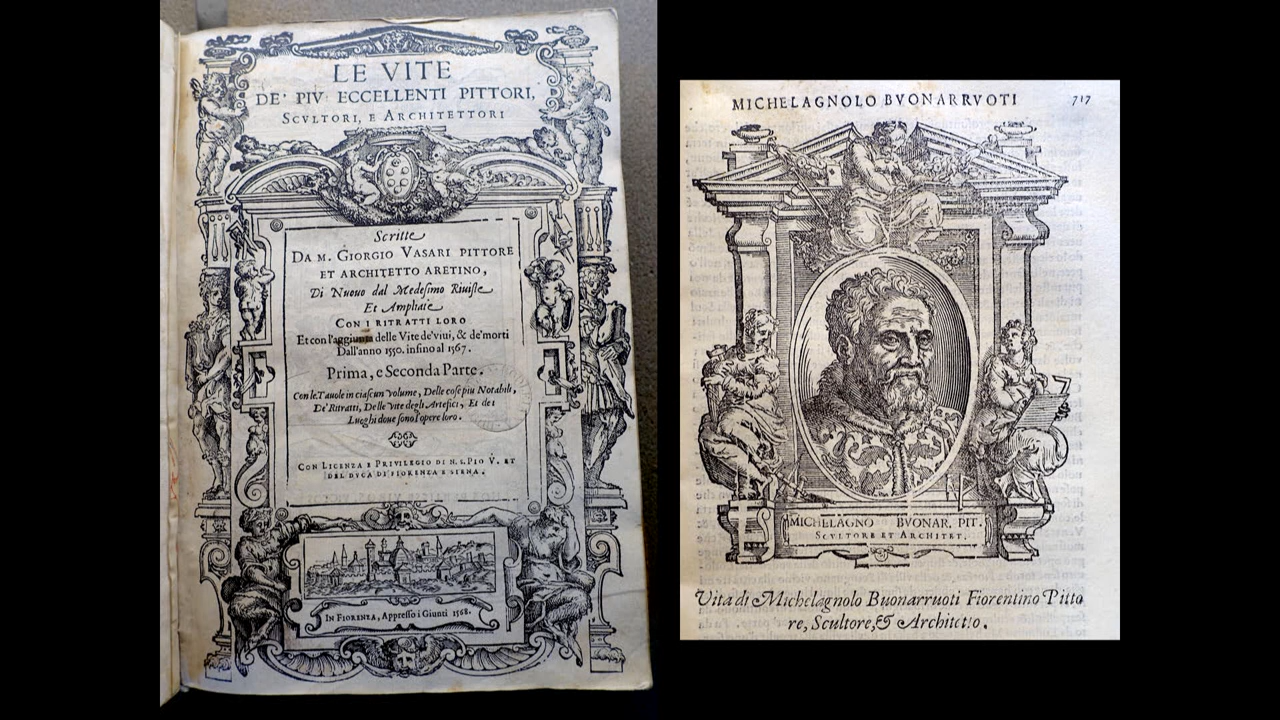 LE VITE
DE' PIV ECCELLENTI PITTORI,
SCVLTORI, E ARCHITETTORI
Scritte
DA M. GIORGIO VASARI PITTORE
ET ARCHITETTO ARETINO,
Di Nuouo dal Medesimo Riuiste
Et Ampliate
CON I RITRATTI LORO
Et con l'aggiunta delle Vite de' viui, & de' morti
Dall'anno 1550. infino al 1567.
Prima, e Seconda Parte.
Con le Tauole in ciascun volume, Delle cose piu Notabili,
De' Ritratti, Delle vite degli Artefici, Et dei
Luoghi doue sono l'opere loro.
CON LICENZA E PRIVILEGIO DI N. S. PIO V. ET
DEL DVCA DI FIORENZA E SIENA.
IN FIORENZA, Appresso i Giunti 1568.
MICHELAGNOLO BVONARRVOTI 717
MICHELAGNO BVONAR. PIT.
SCVLTORE ET ARCHITET.
Vita di Michelagnolo Buonarruoti Fiorentino Pitto
re, Scultore, & Architetto.